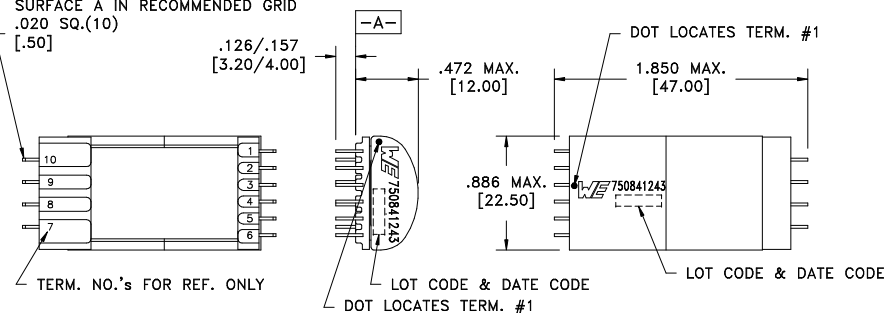 SURFACE A IN RECOMMENDED GRID
.020 SQ.(10)
[.50]
-A-
.126/.157
[3.20/4.00]
.472 MAX.
[12.00]
DOT LOCATES TERM. #1
1.850 MAX.
[47.00]
10
9
8
7
1
2
3
4
5
6
WE 750841243
.886 MAX.
[22.50]
WE 750841243
TERM. NO.'s FOR REF. ONLY
LOT CODE & DATE CODE
DOT LOCATES TERM. #1
LOT CODE & DATE CODE